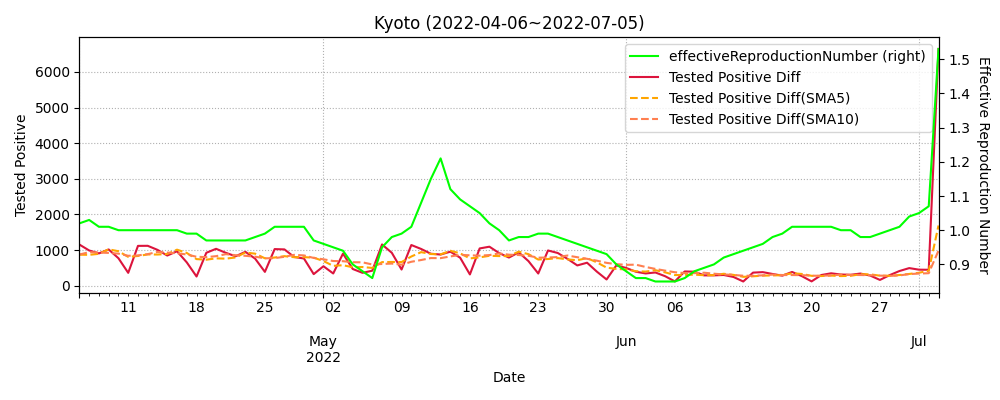 Kyoto (2022-04-06~2022-07-05)
effectiveReproductionNumber (right)
Tested Positive Diff
Tested Positive Diff(SMA5)
Tested Positive Diff(SMA10)
Tested Positive
6000
5000
4000
3000
2000
1000
0
1.5
1.4
1.3
1.2
1.1
1.0
0.9
Effective Reproduction Number
11 18 25 02 09 16 23 30 06 13 20 27
May Jun Jul
2022
Date